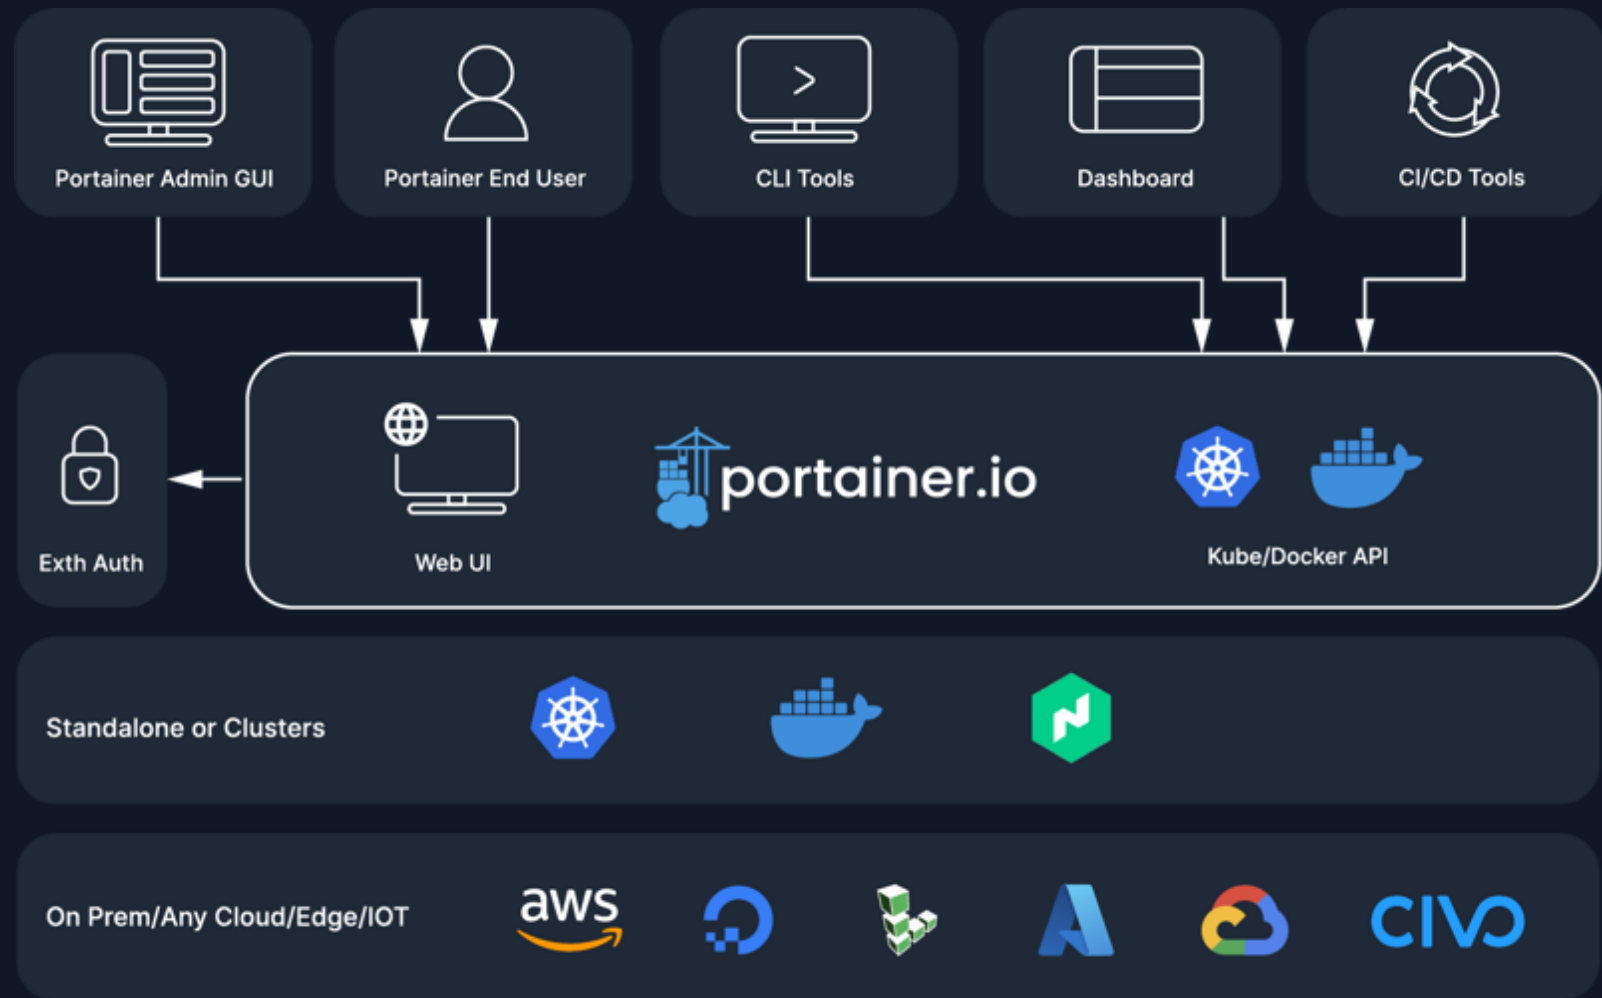 Portainer Admin GUI
Portainer End User
CLI Tools
Dashboard
CI/CD Tools
Exth Auth
Web UI
portainer.io
Kube/Docker API
Standalone or Clusters
On Prem/Any Cloud/Edge/IOT
aws
CIVO